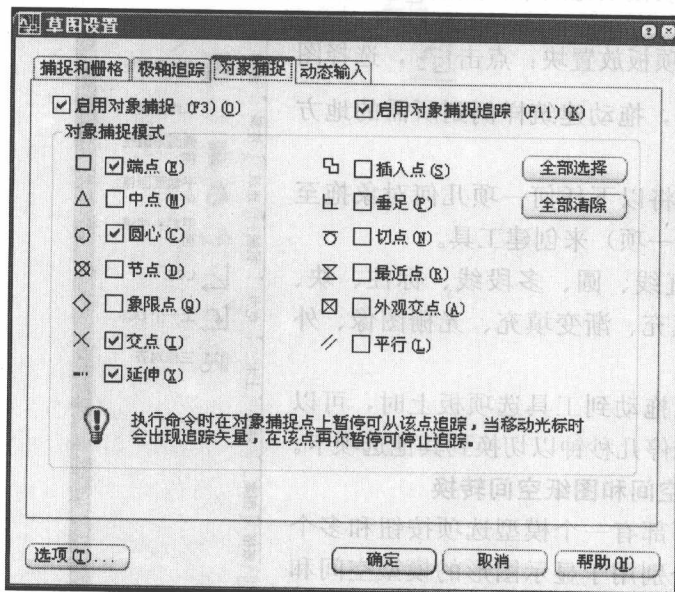 草图设置
捕捉和栅格 极轴追踪 对象捕捉 动态输入
启用对象捕捉 (F3)(O) 启用对象捕捉追踪 (F11)(K)
对象捕捉模式
端点(E) 插入点(S) 全部选择
中点(M) 垂足(P) 全部清除
圆心(C) 切点(N)
节点(D) 最近点(R)
象限点(Q) 外观交点(A)
交点(I) 平行(L)
延伸(X)
执行命令时在对象捕捉点上暂停可从该点追踪，当移动光标时
会出现追踪矢量，在该点再次暂停可停止追踪。
选项(T)... 确定 取消 帮助(H)